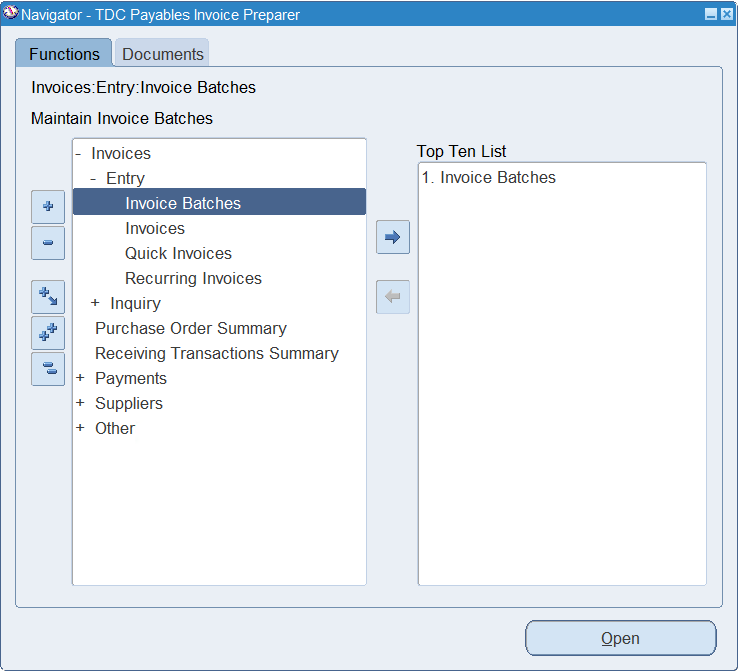 Navigator - TDC Payables Invoice Preparer
Functions
Documents
Invoices:Entry:Invoice Batches
Maintain Invoice Batches
- Invoices
- Entry
Invoice Batches
Invoices
Quick Invoices
Recurring Invoices
+ Inquiry
Purchase Order Summary
Receiving Transactions Summary
+ Payments
+ Suppliers
+ Other
Top Ten List
1. Invoice Batches
Open